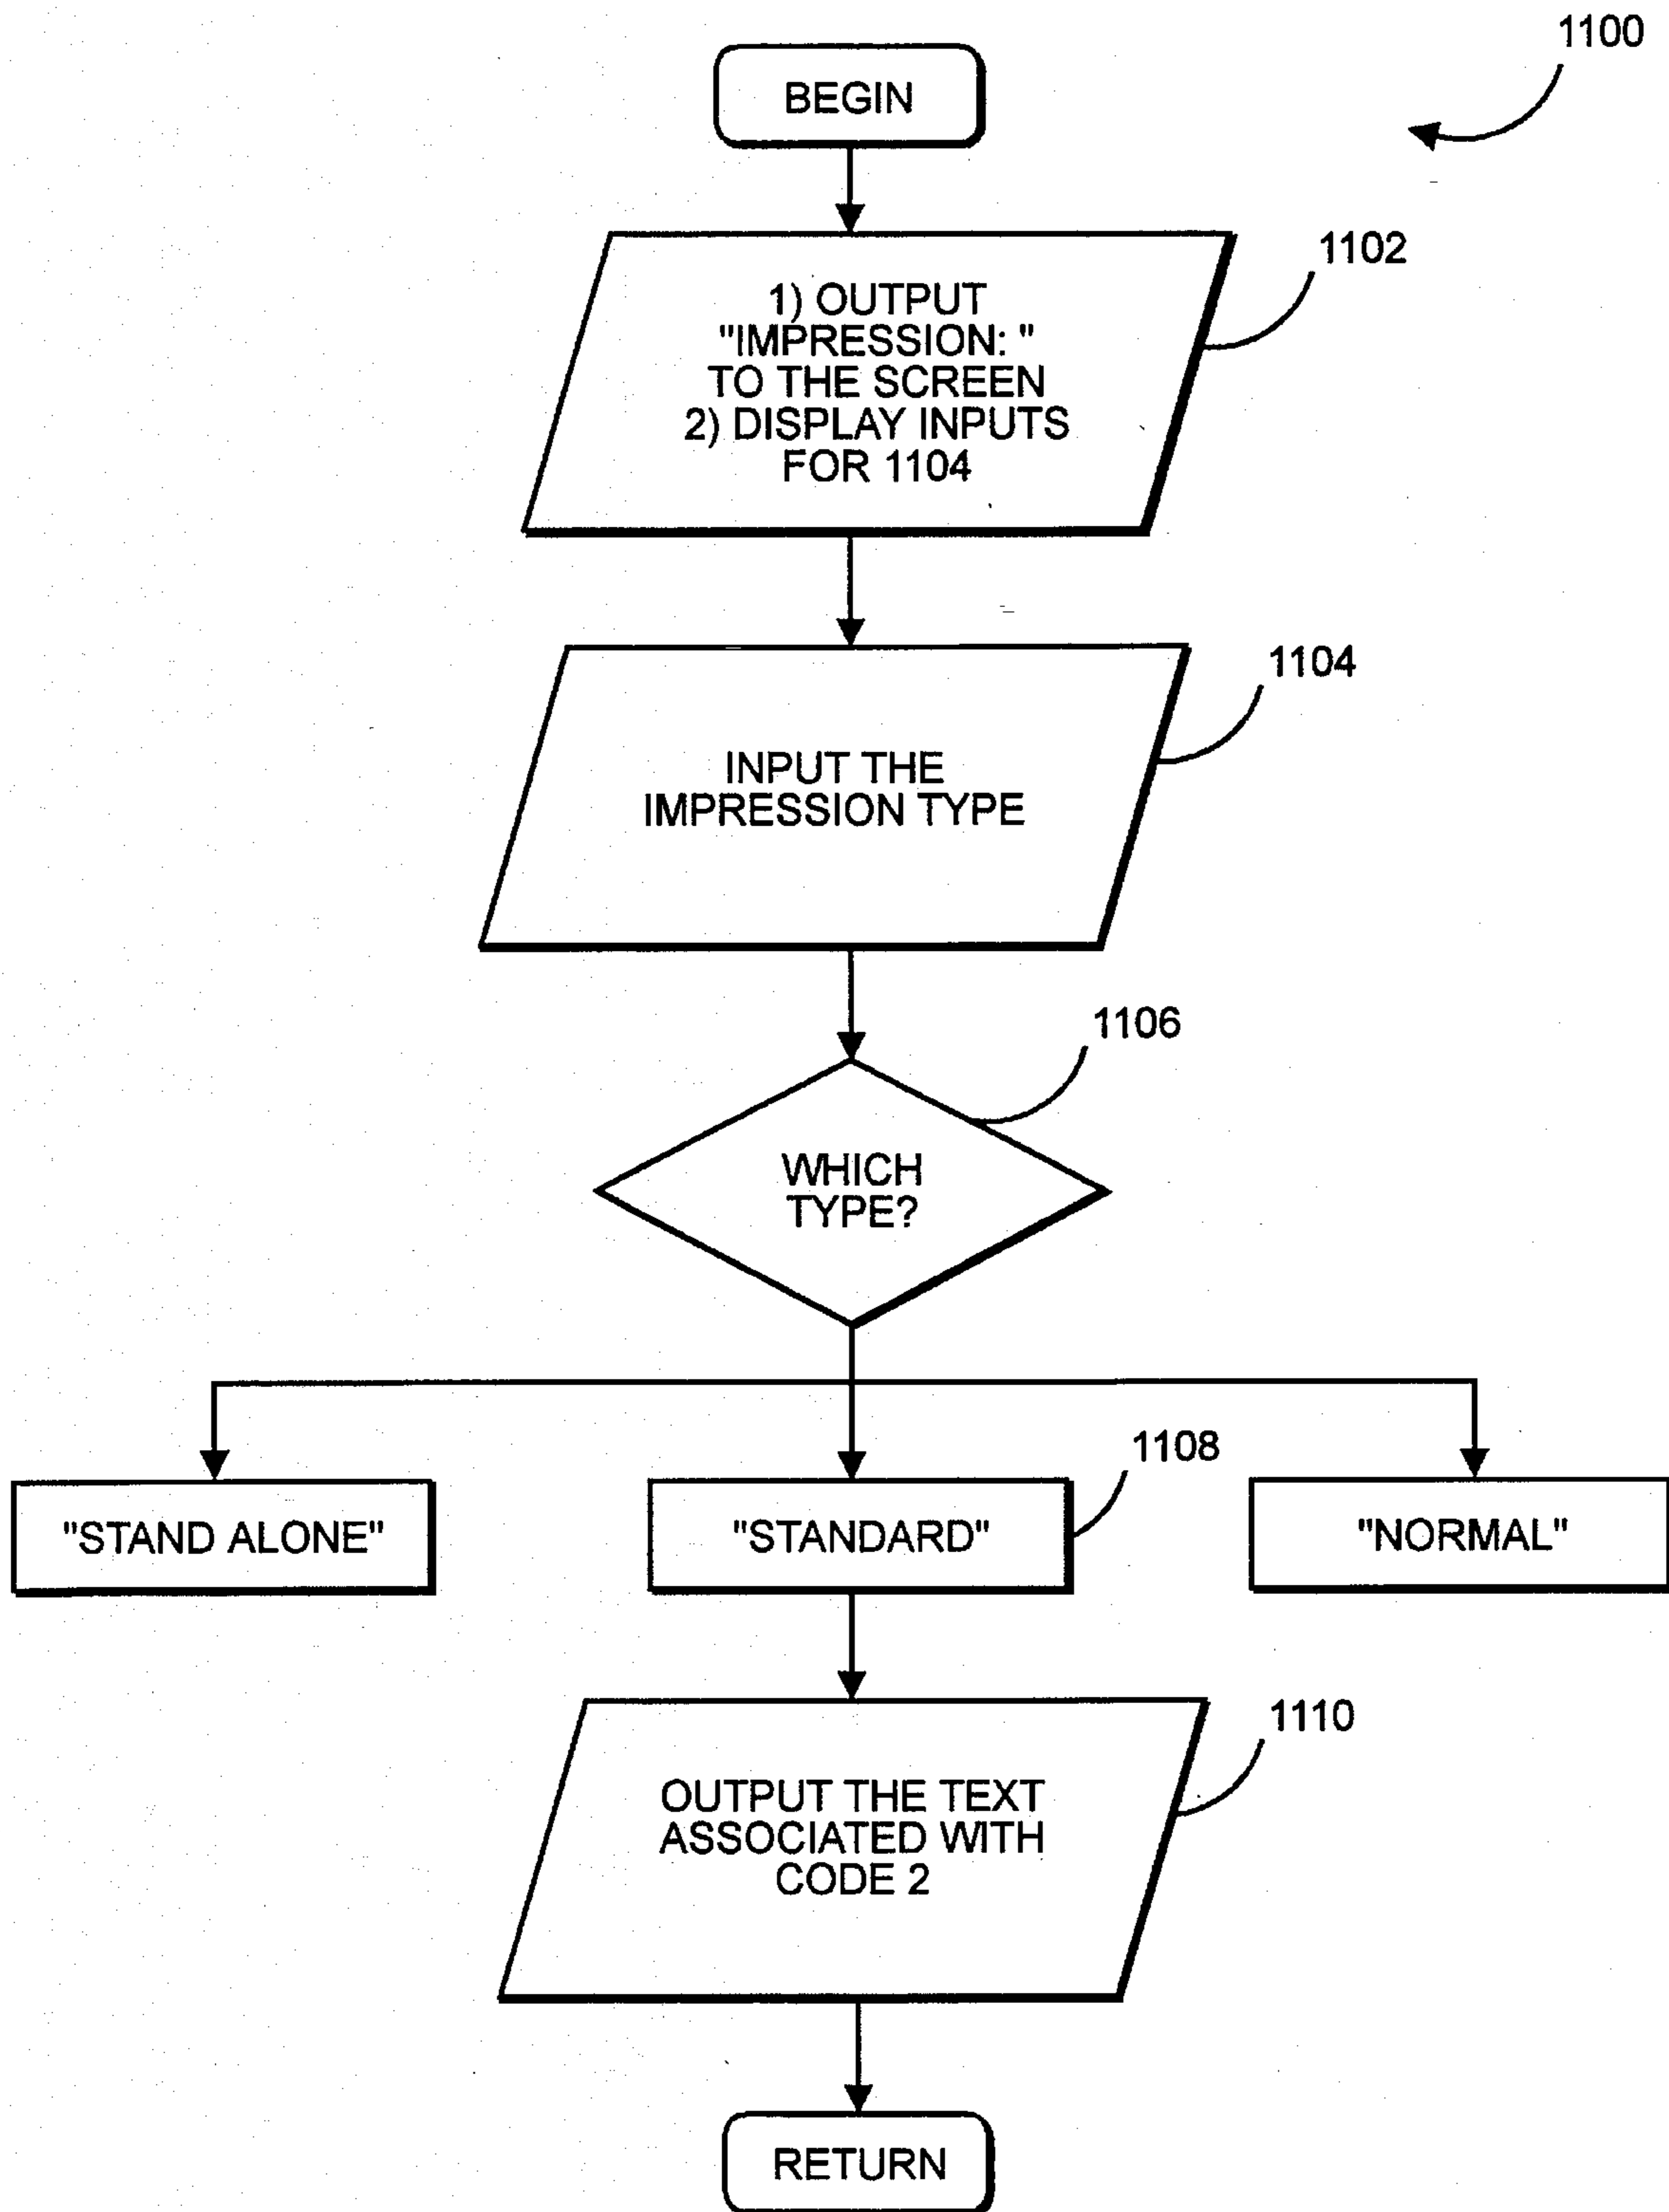 1100
BEGIN
1102
1) OUTPUT
"IMPRESSION: "
TO THE SCREEN
2) DISPLAY INPUTS
FOR 1104
1104
INPUT THE
IMPRESSION TYPE
1106
WHICH
TYPE?
1108
"STAND ALONE"
"STANDARD"
"NORMAL"
1110
OUTPUT THE TEXT
ASSOCIATED WITH
CODE 2
RETURN